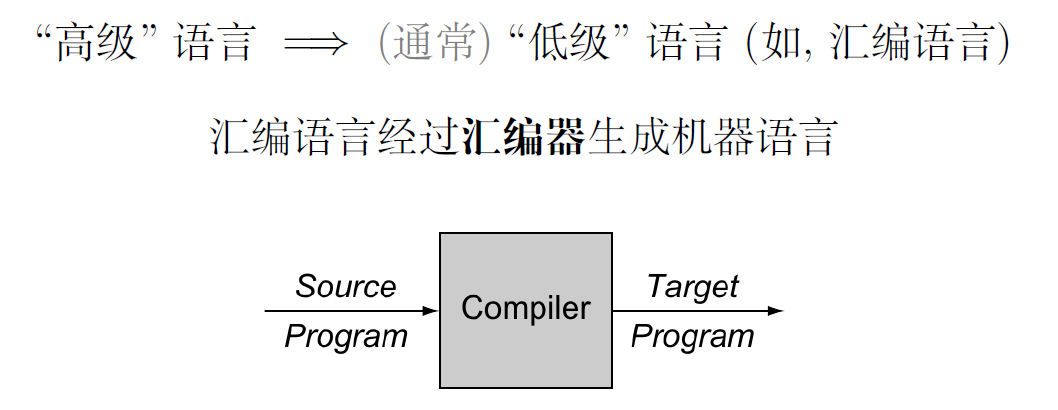 “高级” 语言 ⟹ (通常) “低级” 语言 (如, 汇编语言)
汇编语言经过汇编器生成机器语言
Source
Program
Compiler
Target
Program